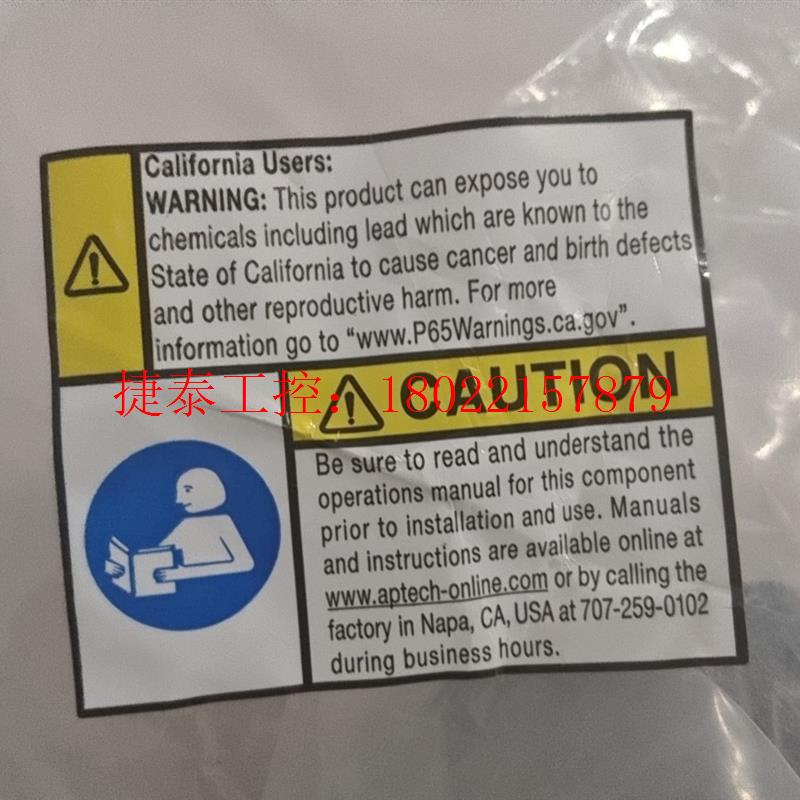 California Users:
WARNING: This product can expose you to
chemicals including lead which are known to the
State of California to cause cancer and birth defects
and other reproductive harm. For more
information go to “www.P65Warnings.ca.gov”.
捷泰工控：18022157879
CAUTION
Be sure to read and understand the
operations manual for this component
prior to installation and use. Manuals
and instructions are available online at
www.aptech-online.com or by calling the
factory in Napa, CA, USA at 707-259-0102
during business hours.